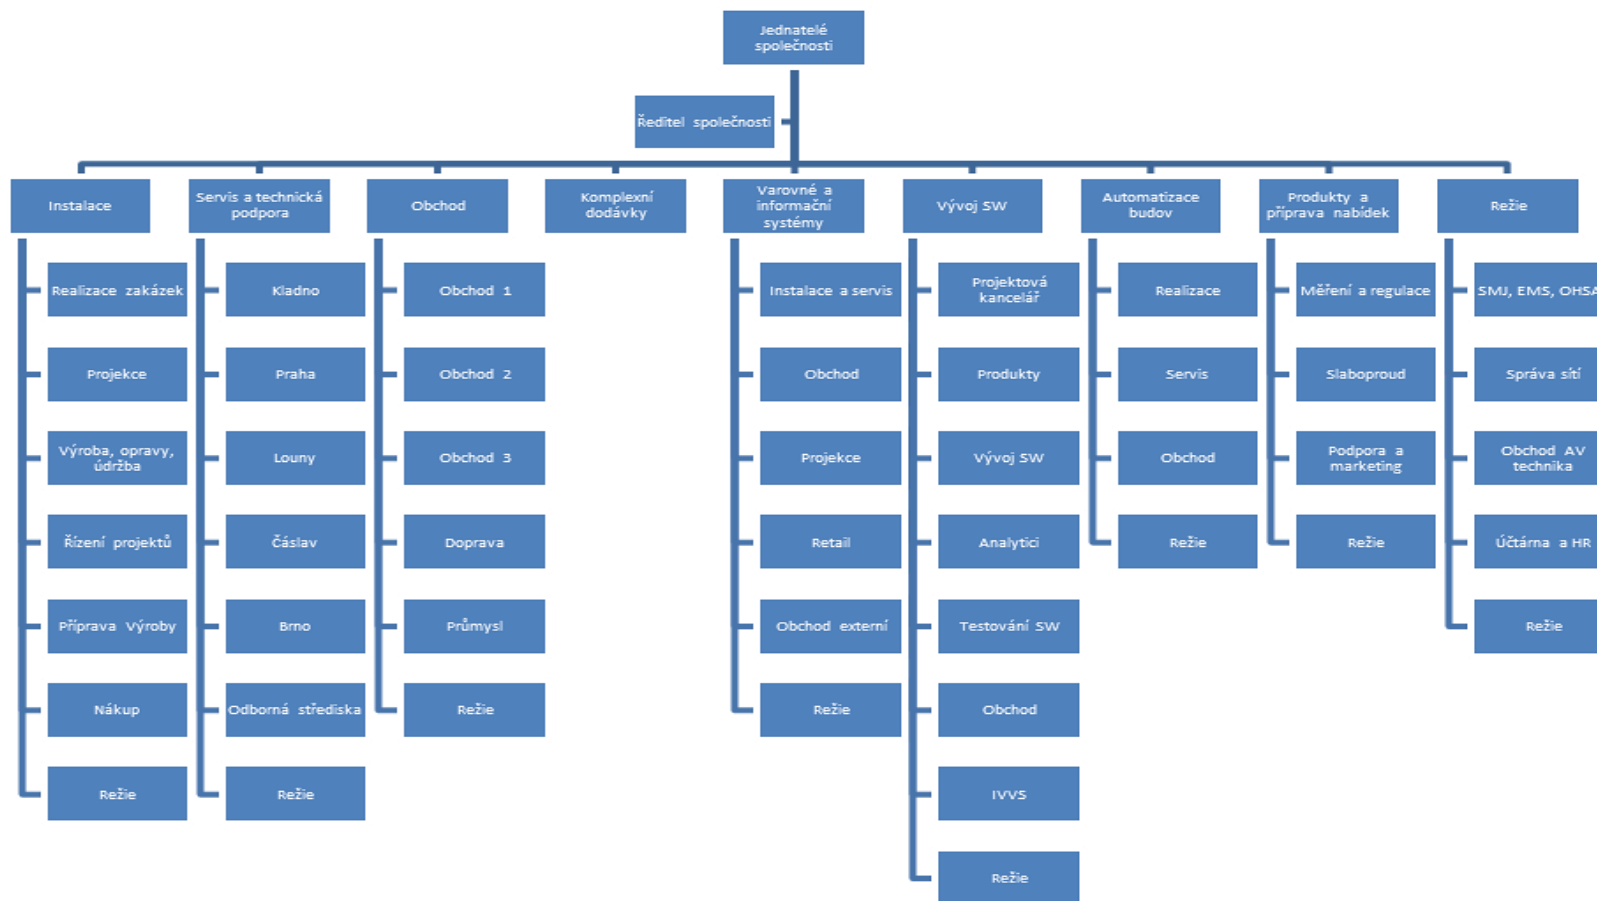 Jednatelé
společnosti
Ředitel společnosti
Instalace
Servis a technická
podpora
Obchod
Komplexní
dodávky
Varovné a
informační
systémy
Vývoj SW
Automatizace
budov
Produkty a
příprava nabídek
Režie
Realizace zakázek
Projekce
Výroba, opravy,
údržba
Řízení projektů
Příprava Výroby
Nákup
Režie
Kladno
Praha
Louny
Čáslav
Brno
Odborná střediska
Režie
Obchod 1
Obchod 2
Obchod 3
Doprava
Průmysl
Režie
Instalace a servis
Obchod
Projekce
Retail
Obchod externí
Režie
Projektová
kancelář
Produkty
Vývoj SW
Analytici
Testování SW
Obchod
IVVS
Režie
Realizace
Servis
Obchod
Režie
Měření a regulace
Slaboproud
Podpora a
marketing
Režie
SMJ, EMS, OHSA
Správa sítí
Obchod AV
technika
Účtárna a HR
Režie